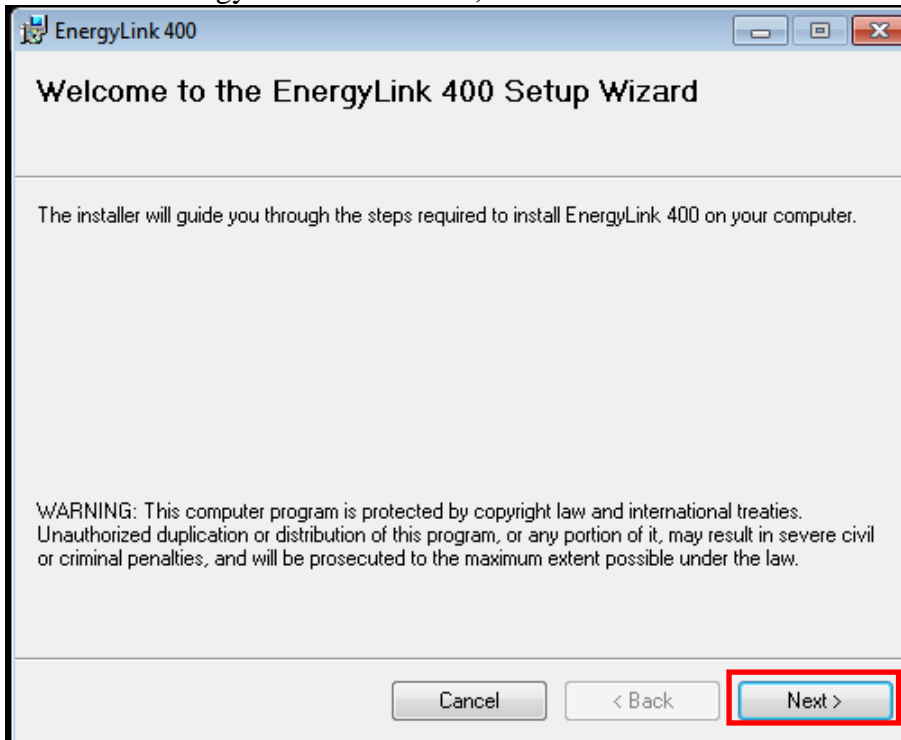 EnergyLink 400
Welcome to the EnergyLink 400 Setup Wizard
The installer will guide you through the steps required to install EnergyLink 400 on your computer.
WARNING: This computer program is protected by copyright law and international treaties.
Unauthorized duplication or distribution of this program, or any portion of it, may result in severe civil
or criminal penalties, and will be prosecuted to the maximum extent possible under the law.
Cancel
< Back
Next >